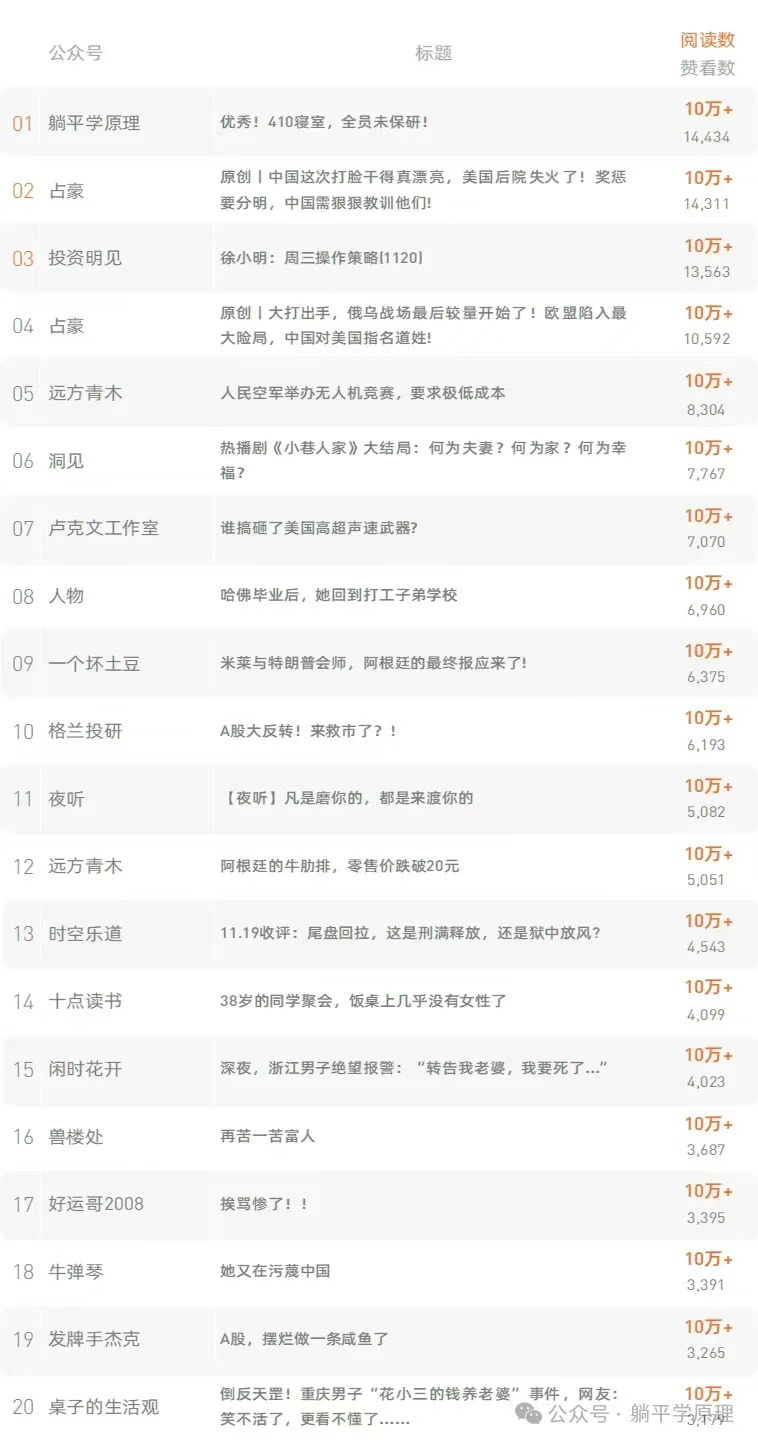 公众号 标题 阅读数
赞看数
01 躺平学原理 优秀！410寝室，全员未保研！ 10万+
14,434
02 占豪 原创丨中国这次打脸干得真漂亮，美国后院失火了！奖惩 10万+
要分明，中国需狠狠教训他们! 14,311
03 投资明见 徐小明：周三操作策略(1120) 10万+
13,563
04 占豪 原创丨大打出手，俄乌战场最后较量开始了！欧盟陷入最 10万+
大险局，中国对美国指名道姓! 10,592
05 远方青木 人民空军举办无人机竞赛，要求极低成本 10万+
8,304
06 洞见 热播剧《小巷人家》大结局：何为夫妻？何为家？何为幸 10万+
福？ 7,767
07 卢克文工作室 谁搞砸了美国高超声速武器? 10万+
7,070
08 人物 哈佛毕业后，她回到打工子弟学校 10万+
6,960
09 一个坏土豆 米莱与特朗普会师，阿根廷的最终报应来了! 10万+
6,375
10 格兰投研 A股大反转！来救市了？！ 10万+
6,193
11 夜听 【夜听】凡是磨你的，都是来渡你的 10万+
5,082
12 远方青木 阿根廷的牛肋排，零售价跌破20元 10万+
5,051
13 时空乐道 11.19收评：尾盘回拉，这是刑满释放，还是狱中放风？ 10万+
4,543
14 十点读书 38岁的同学聚会，饭桌上几乎没有女性了 10万+
4,099
15 闲时花开 深夜，浙江男子绝望报警：“转告我老婆，我要死了...” 10万+
4,023
16 兽楼处 再苦一苦富人 10万+
3,687
17 好运哥2008 挨骂惨了！！ 10万+
3,395
18 牛弹琴 她又在污蔑中国 10万+
3,391
19 发牌手杰克 A股，摆烂做一条咸鱼了 10万+
3,265
20 桌子的生活观 倒反天罡！重庆男子“花小三的钱养老婆”事件，网友： 10万+
笑不活了，更看不懂了…… 3,179
公众号 · 躺平学原理